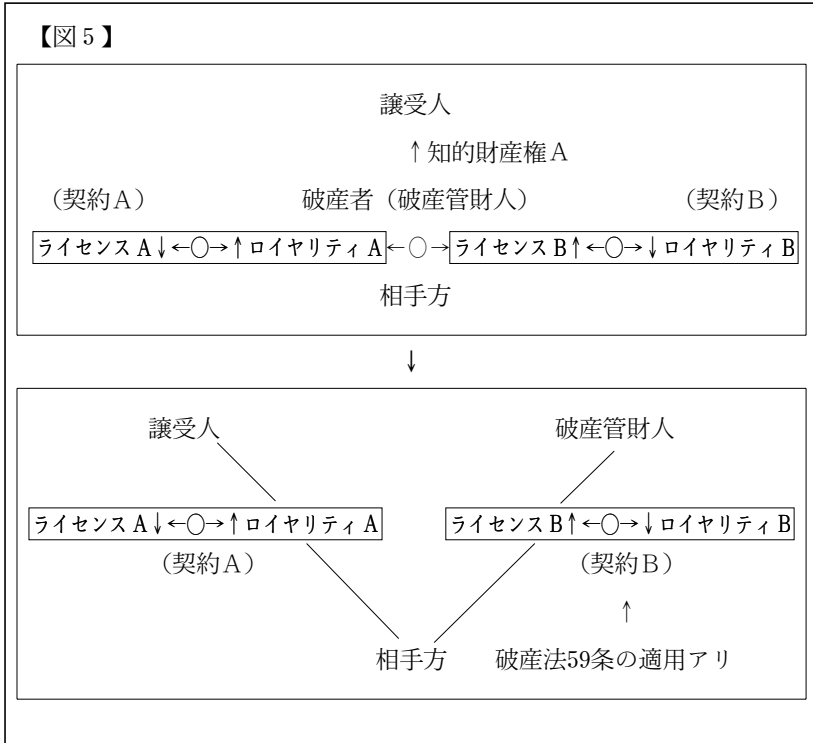 【図5】
譲受人
↑知的財産権A
（契約A） 破産者（破産管財人） （契約B）
ライセンスA↓←○→↑ロイヤリティA←○→ライセンスB↑←○→↓ロイヤリティB
相手方
↓
譲受人 破産管財人
ライセンスA↓←○→↑ロイヤリティA ライセンスB↑←○→↓ロイヤリティB
（契約A） （契約B）
↑
相手方 破産法59条の適用アリ